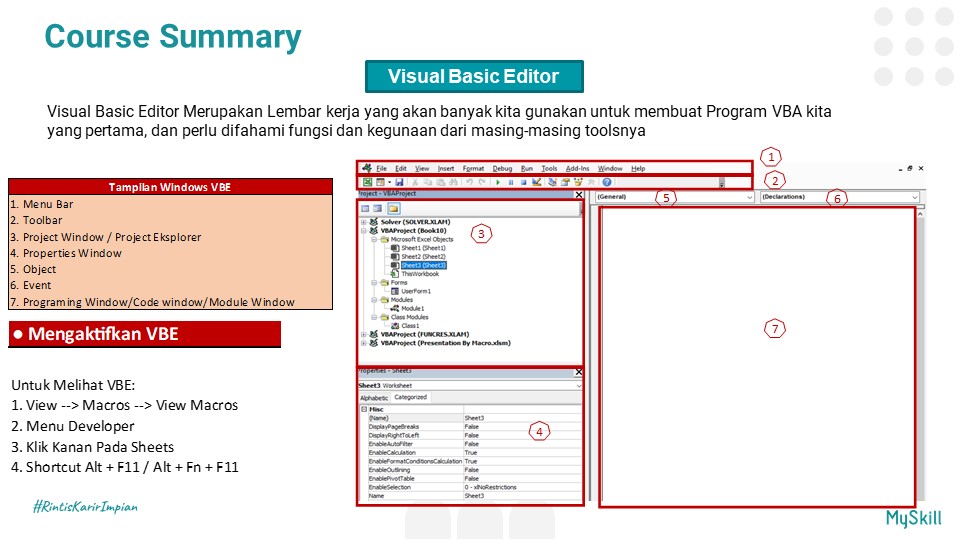 Course Summary
Visual Basic Editor
Visual Basic Editor Merupakan Lembar kerja yang akan banyak kita gunakan untuk membuat Program VBA kita
yang pertama, dan perlu difahami fungsi dan kegunaan dari masing-masing toolsnya
Tampilan Windows VBE
1. Menu Bar
2. Toolbar
3. Project Window / Project Eksplorer
4. Properties Window
5. Object
6. Event
7. Programing Window/Code window/Module Window
● Mengaktifkan VBE
Untuk Melihat VBE:
1. View --> Macros --> View Macros
2. Menu Developer
3. Klik Kanan Pada Sheets
4. Shortcut Alt + F11 / Alt + Fn + F11
File Edit View Insert Format Debug Run Tools Add-Ins Window Help
1
2
Project - VBAProject
(General)
5
(Declarations)
6
Solver (SOLVER.XLAM)
VBAProject (Book10)
Microsoft Excel Objects
Sheet1 (Sheet1)
Sheet2 (Sheet2)
Sheet3 (Sheet3)
ThisWorkbook
Forms
UserForm1
Modules
Module1
Class Modules
Class1
VBAProject (FUNCRES.XLAM)
VBAProject (Presentation By Macro.xlsm)
3
7
Properties - Sheet3
Sheet3 Worksheet
Alphabetic Categorized
Misc
(Name) Sheet3
DisplayPageBreaks False
DisplayRightToLeft False
EnableAutoFilter False
EnableCalculation True
EnableFormatConditionsCalculation True
EnableOutlining False
EnablePivotTable False
EnableSelection 0 - xlNoRestrictions
Name Sheet3
4
#RintisKarirImpian
MySkill